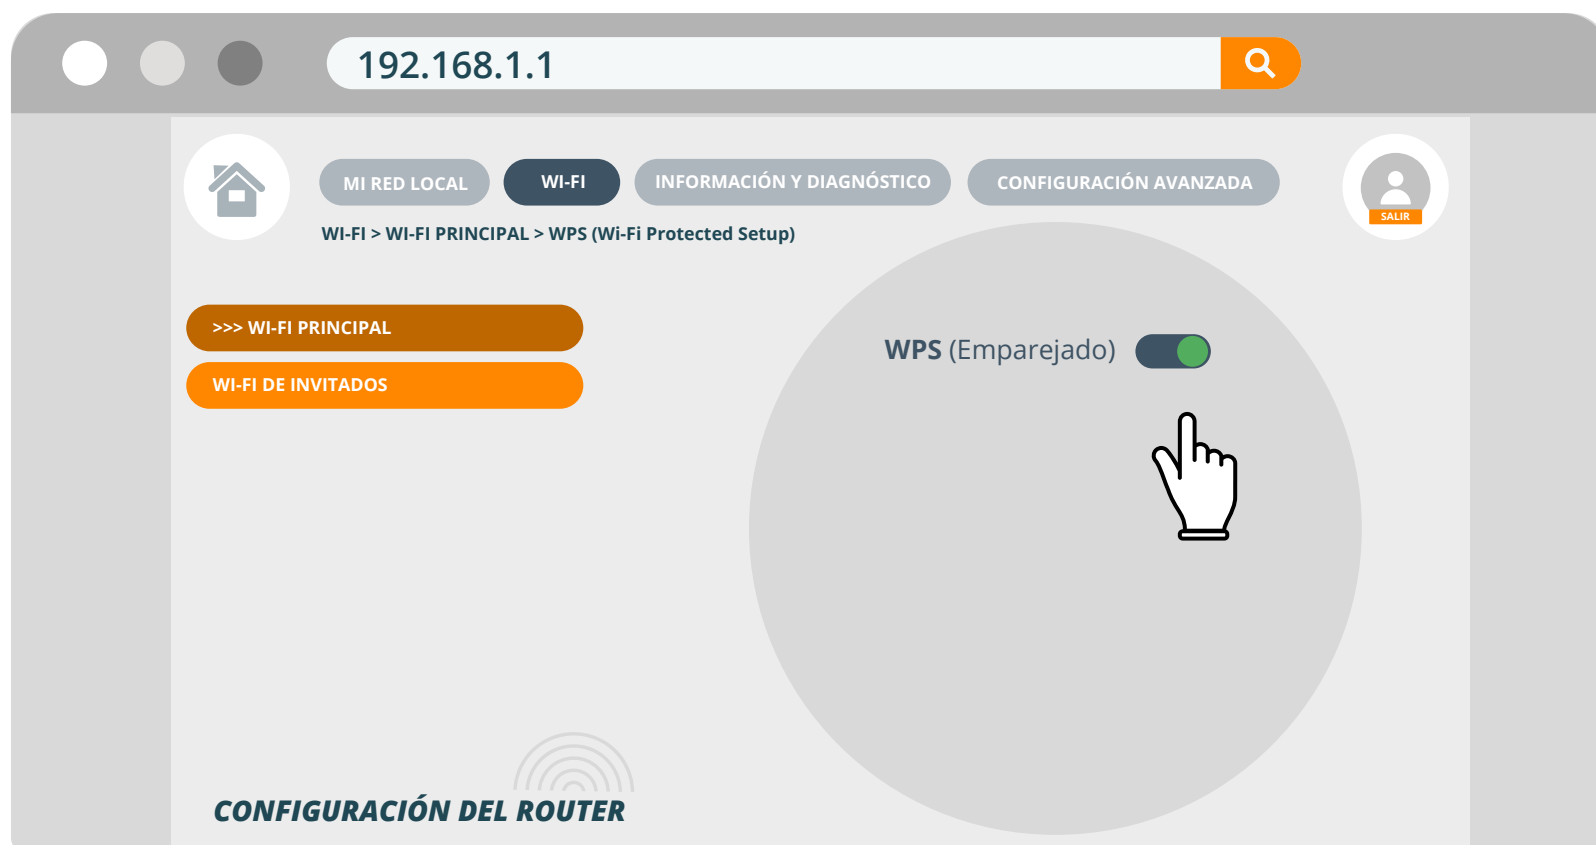 192.168.1.1
MI RED LOCAL
WI-FI
INFORMACIÓN Y DIAGNÓSTICO
CONFIGURACIÓN AVANZADA
SALIR
WI-FI > WI-FI PRINCIPAL > WPS (Wi-Fi Protected Setup)
>>> WI-FI PRINCIPAL
WI-FI DE INVITADOS
WPS (Emparejado)
CONFIGURACIÓN DEL ROUTER